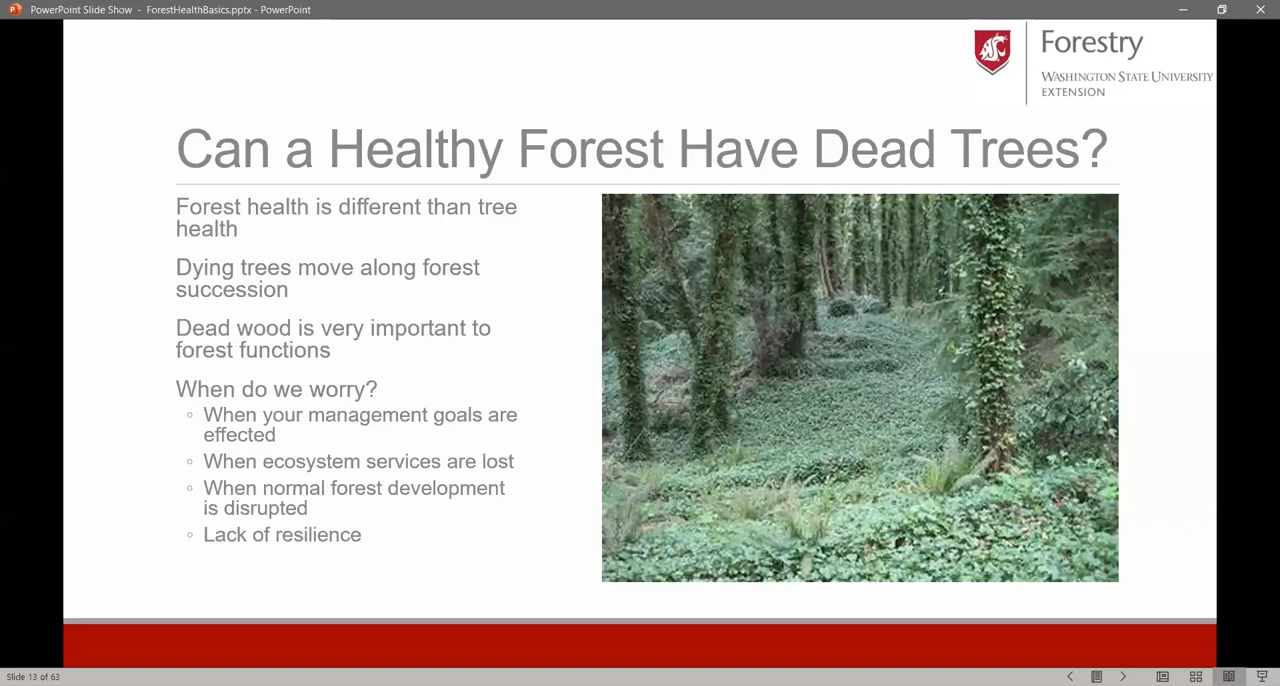 PowerPoint Slide Show - ForestHealthBasics.pptx - PowerPoint
Forestry
WASHINGTON STATE UNIVERSITY
EXTENSION
Can a Healthy Forest Have Dead Trees?
Forest health is different than tree
health
Dying trees move along forest
succession
Dead wood is very important to
forest functions
When do we worry?
When your management goals are
effected
When ecosystem services are lost
When normal forest development
is disrupted
Lack of resilience
Slide 13 of 63